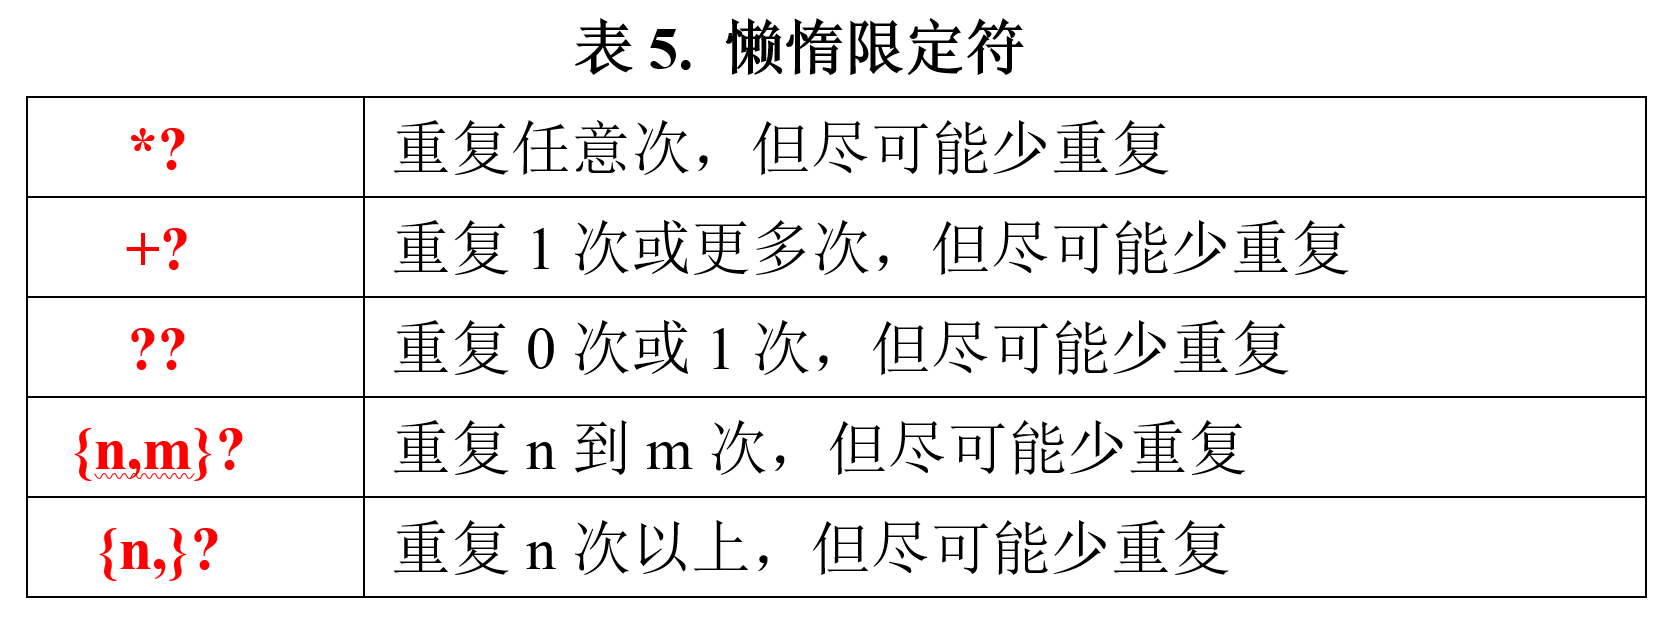 表 5. 懒惰限定符
*? 重复任意次，但尽可能少重复
+? 重复 1 次或更多次，但尽可能少重复
?? 重复 0 次或 1 次，但尽可能少重复
{n,m}? 重复 n 到 m 次，但尽可能少重复
{n,}? 重复 n 次以上，但尽可能少重复